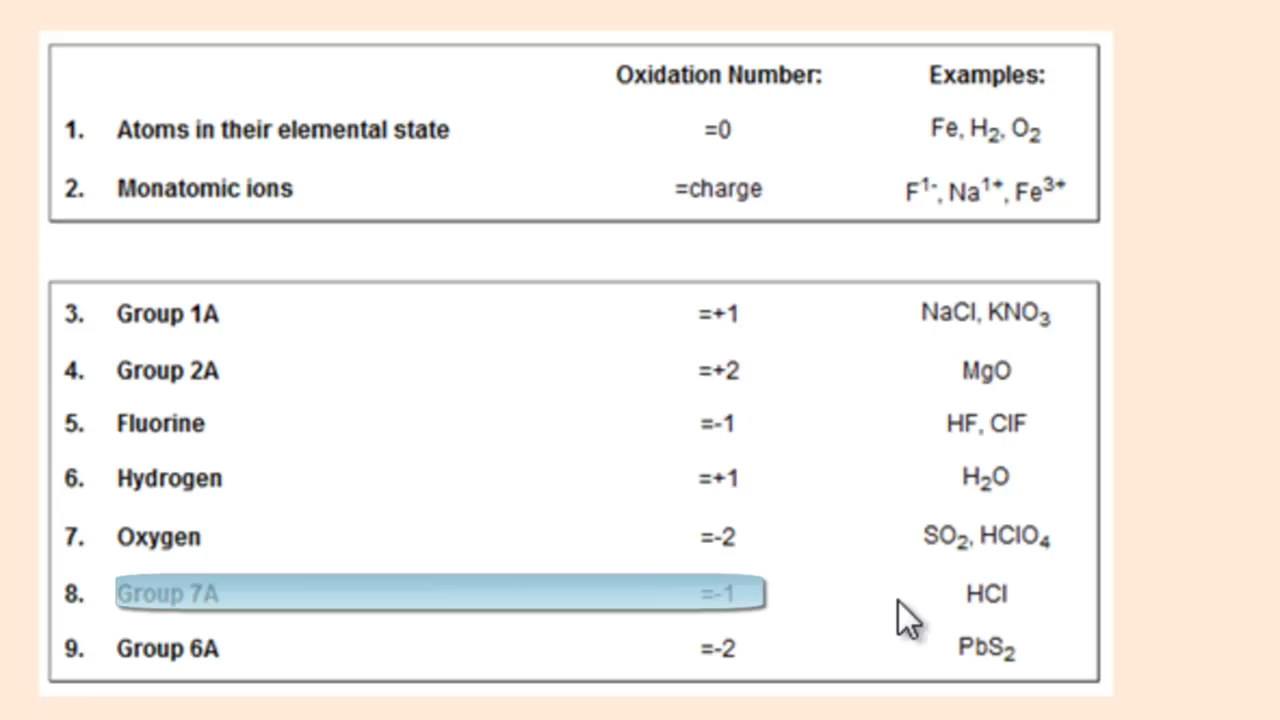 Oxidation Number: Examples:
1. Atoms in their elemental state =0 Fe, H₂, O₂
2. Monatomic ions =charge F¹⁻, Na¹⁺, Fe³⁺
3. Group 1A =+1 NaCl, KNO₃
4. Group 2A =+2 MgO
5. Fluorine =-1 HF, ClF
6. Hydrogen =+1 H₂O
7. Oxygen =-2 SO₂, HClO₄
8. Group 7A =-1 HCl
9. Group 6A =-2 PbS₂